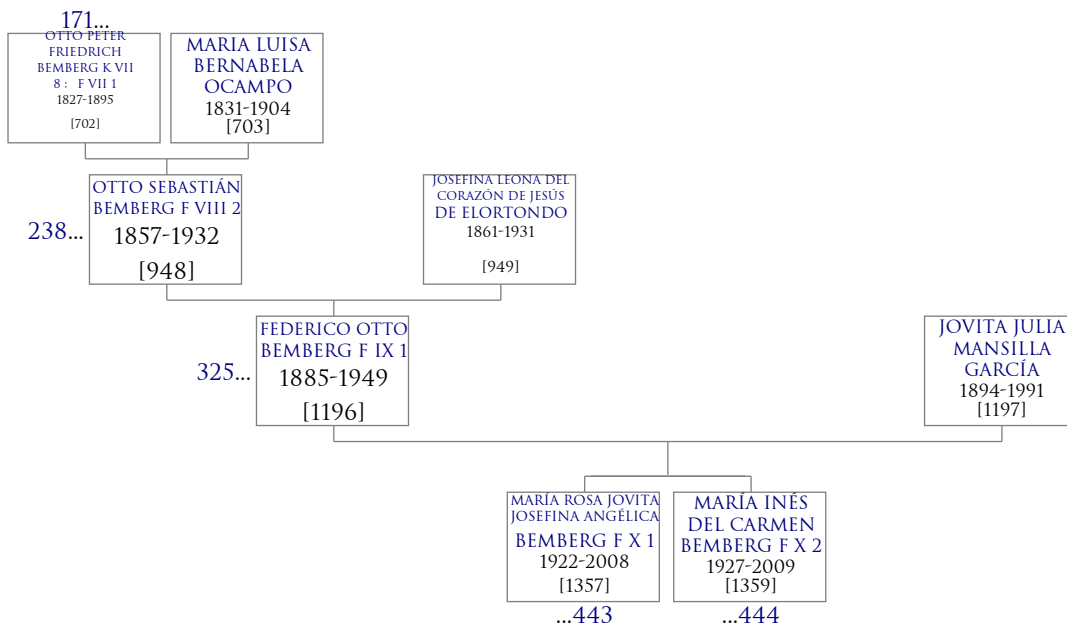 171...
OTTO PETER
FRIEDRICH
BEMBERG K VII
8 : F VII 1
1827-1895
[702]
MARIA LUISA
BERNABELA
OCAMPO
1831-1904
[703]
238...
OTTO SEBASTIÁN
BEMBERG F VIII 2
1857-1932
[948]
JOSEFINA LEONA DEL
CORAZÓN DE JESÚS
DE ELORTONDO
1861-1931
[949]
325...
FEDERICO OTTO
BEMBERG F IX 1
1885-1949
[1196]
JOVITA JULIA
MANSILLA
GARCÍA
1894-1991
[1197]
MARÍA ROSA JOVITA
JOSEFINA ANGÉLICA
BEMBERG F X 1
1922-2008
[1357]
...443
MARÍA INÉS
DEL CARMEN
BEMBERG F X 2
1927-2009
[1359]
...444